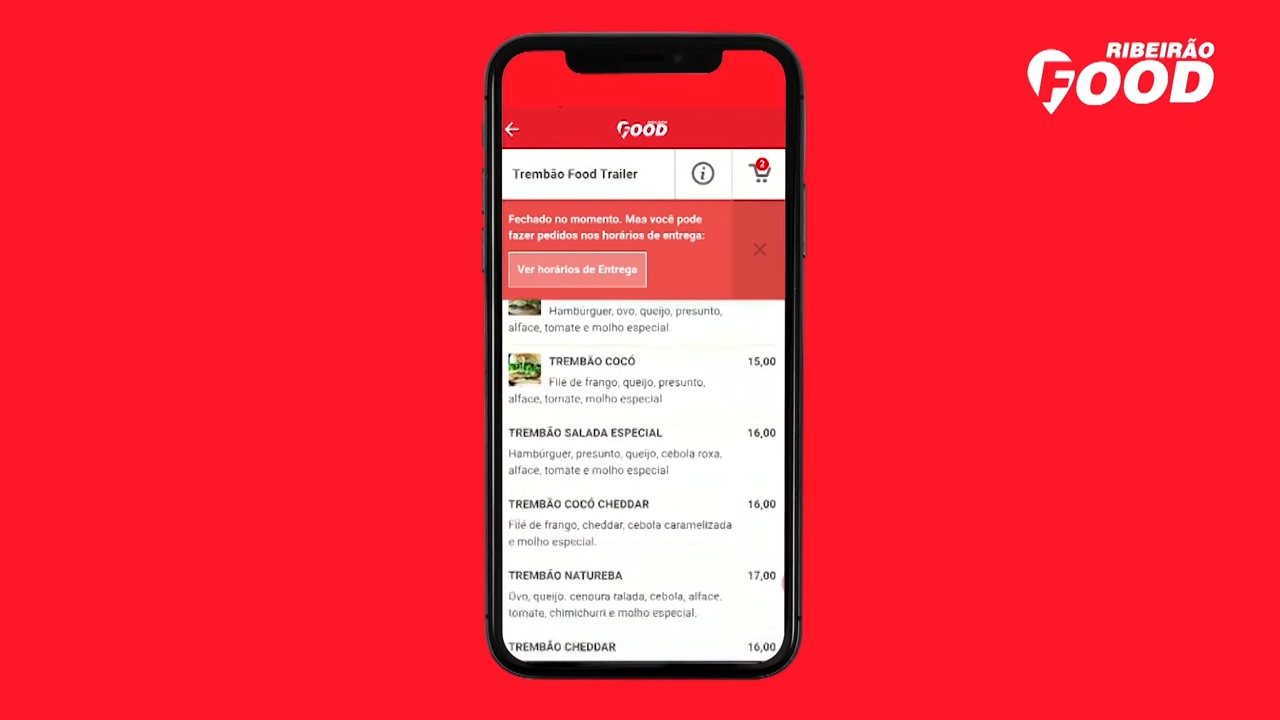 RIBEIRÃO
FOOD
FOOD
Trembão Food Trailer
2
Fechado no momento. Mas você pode
fazer pedidos nos horários de entrega:
Ver horários de Entrega
Hambúrguer, ovo, queijo, presunto,
alface, tomate e molho especial
TREMBÃO COCÓ 15,00
Filé de frango, queijo, presunto,
alface, tomate, molho especial
TREMBÃO SALADA ESPECIAL 16,00
Hambúrguer, presunto, queijo, cebola roxa,
alface, tomate e molho especial
TREMBÃO COCÓ CHEDDAR 16,00
Filé de frango, cheddar, cebola caramelizada
e molho especial.
TREMBÃO NATUREBA 17,00
Ovo, queijo, cenoura ralada, cebola, alface,
tomate, chimichurri e molho especial.
TREMBÃO CHEDDAR 16,00